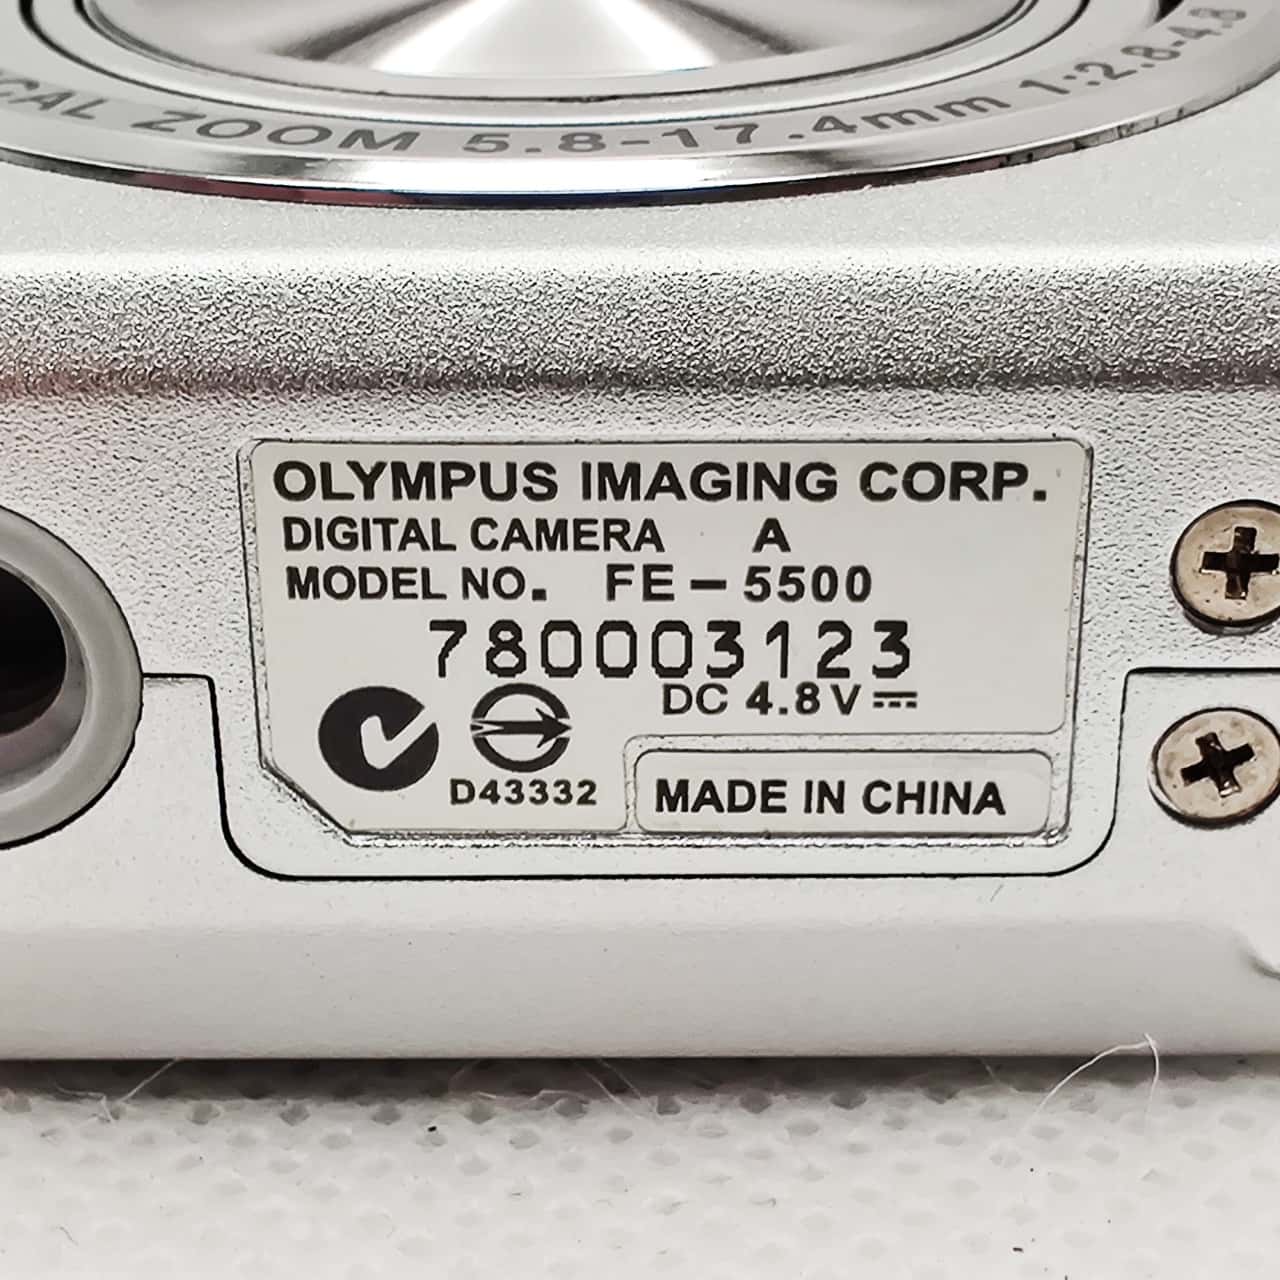 CAL ZOOM 5.8-17.4mm 1:2.8-4.8
OLYMPUS IMAGING CORP.
DIGITAL CAMERA A
MODEL NO. FE-5500
780003123
DC 4.8V
D43332
MADE IN CHINA